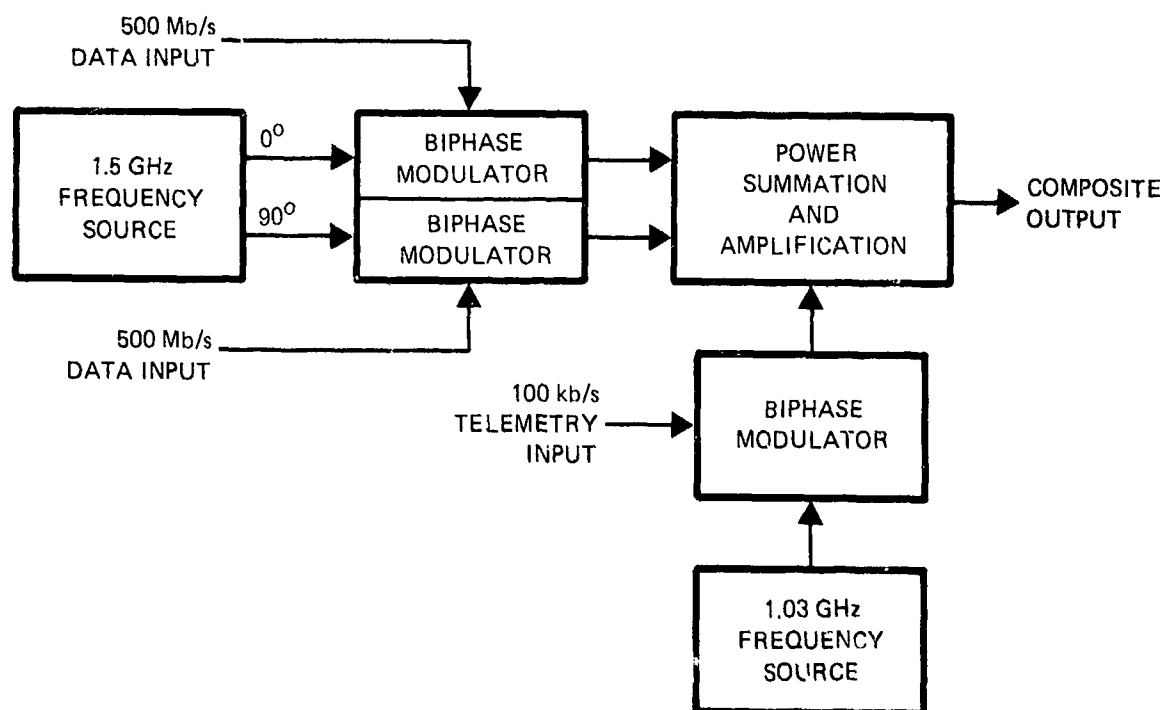 500 Mb/s
DATA INPUT
1.5 GHz
FREQUENCY
SOURCE
0°
90°
BIPHASE
MODULATOR
BIPHASE
MODULATOR
POWER
SUMMATION
AND
AMPLIFICATION
COMPOSITE
OUTPUT
500 Mb/s
DATA INPUT
100 kb/s
TELEMETRY
INPUT
BIPHASE
MODULATOR
1.03 GHz
FREQUENCY
SOURCE